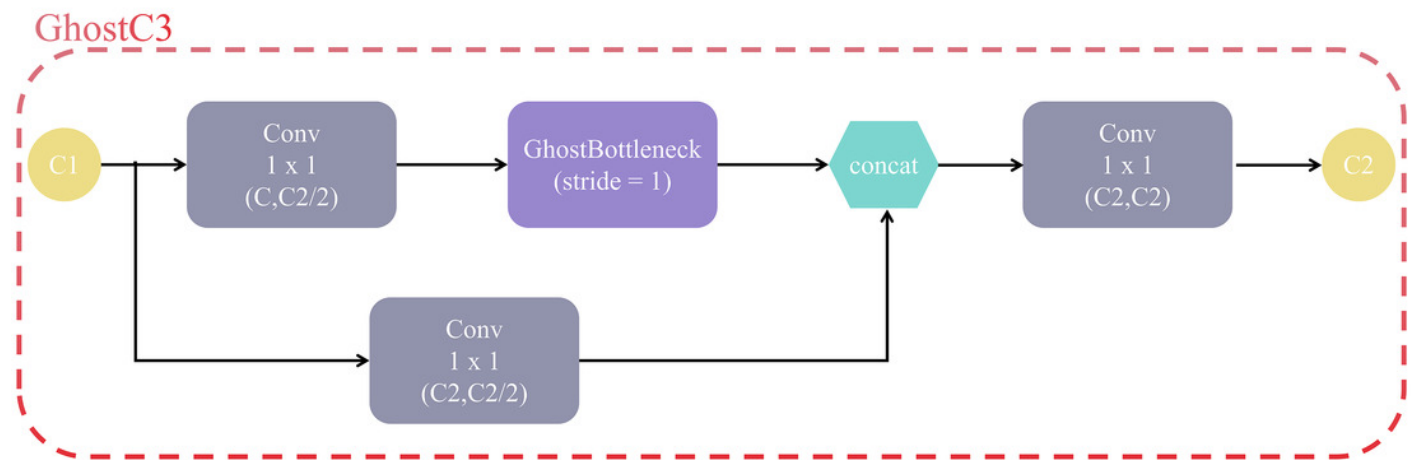 GhostC3
C1
Conv
1 x 1
(C,C2/2)
GhostBottleneck
(stride = 1)
concat
Conv
1 x 1
(C2,C2)
C2
Conv
1 x 1
(C2,C2/2)